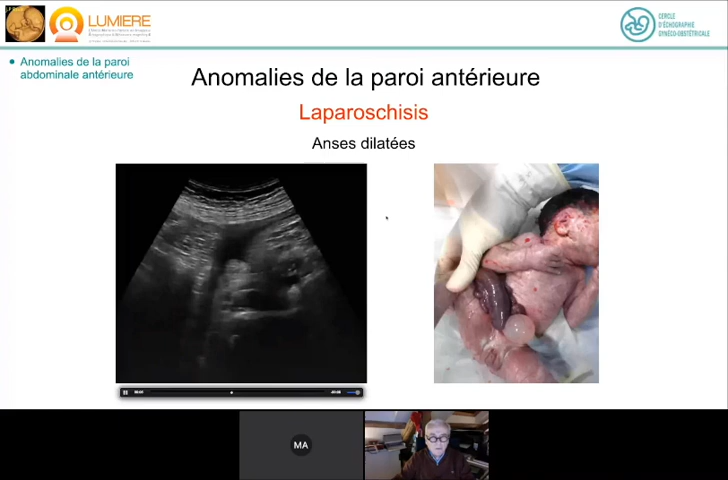 LUMIERE
CERCLE
D'ÉCHOGRAPHIE
GYNÉCO-OBSTÉTRICALE
Anomalies de la paroi
abdominale antérieure
Anomalies de la paroi antérieure
Laparoschisis
Anses dilatées
MA